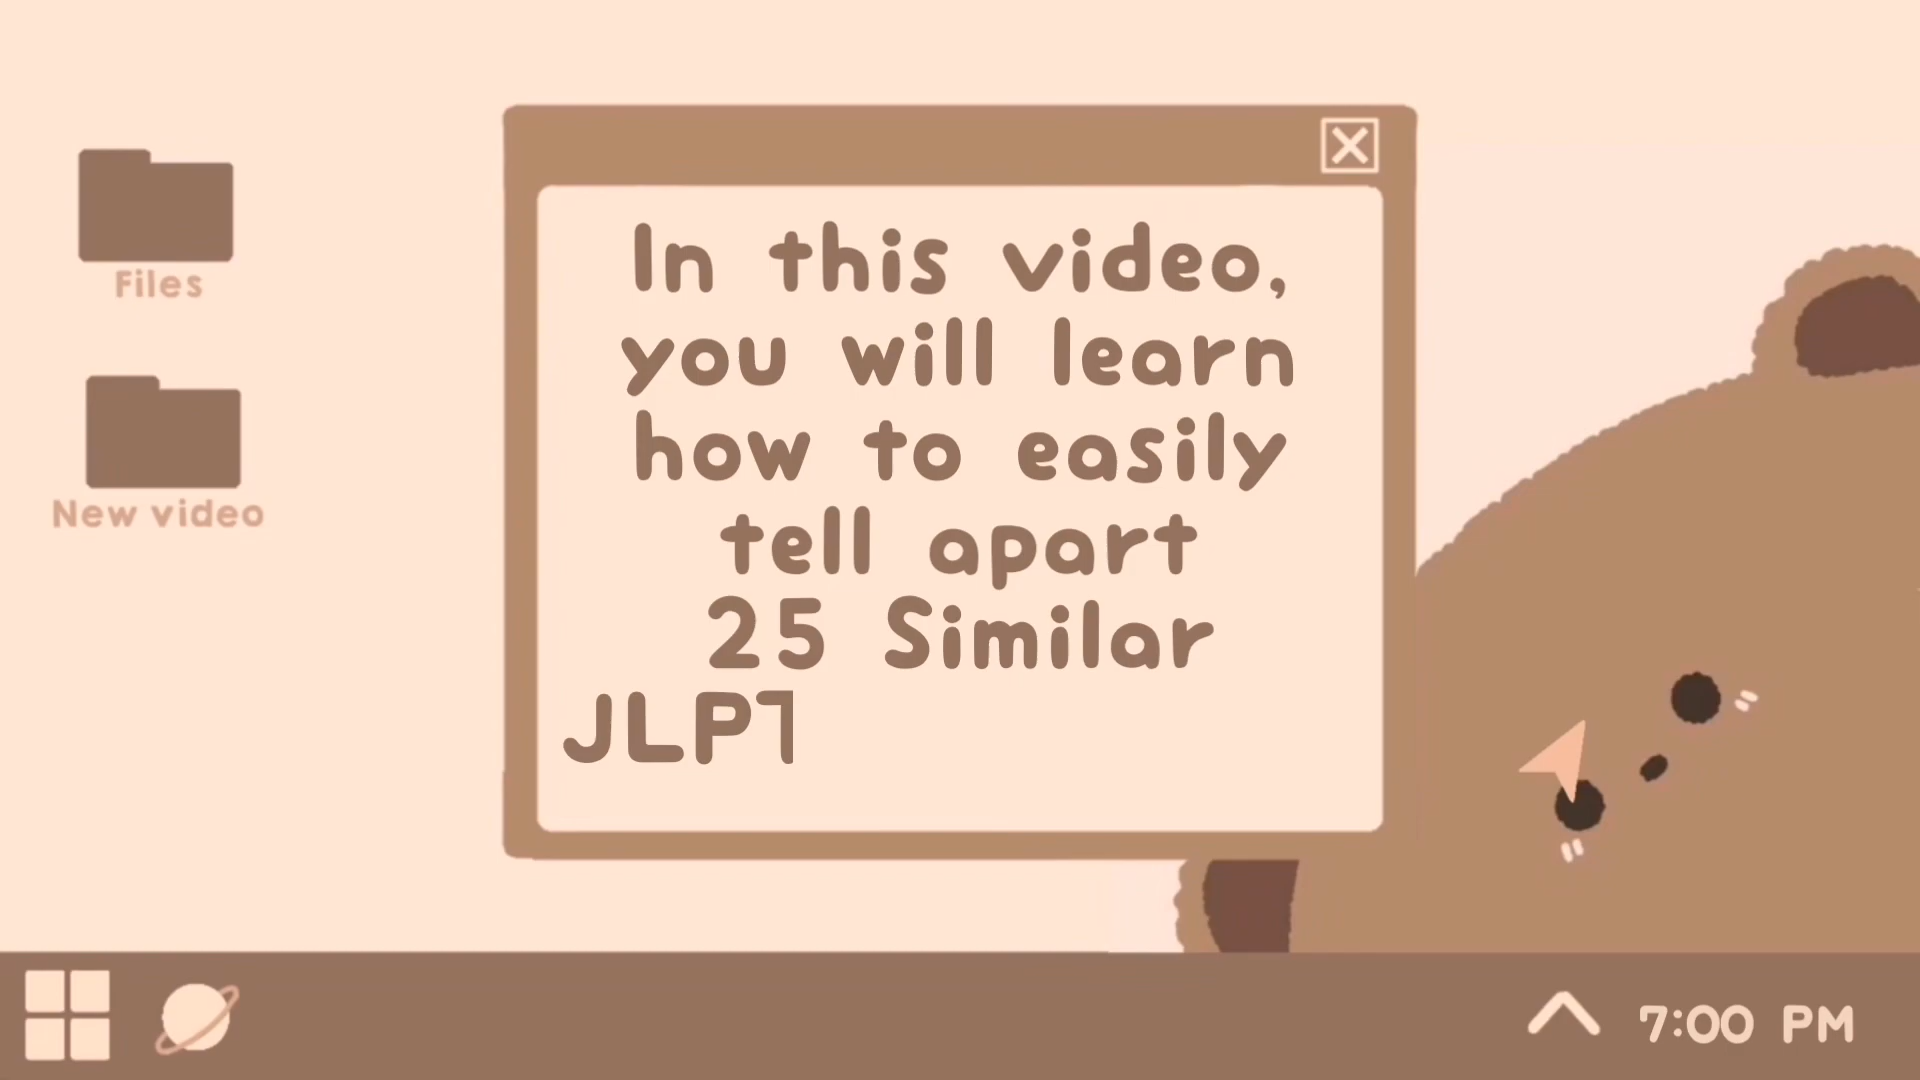 Files
New video
In this video,
you will learn
how to easily
tell apart
25 Similar
JLPT
7:00 PM